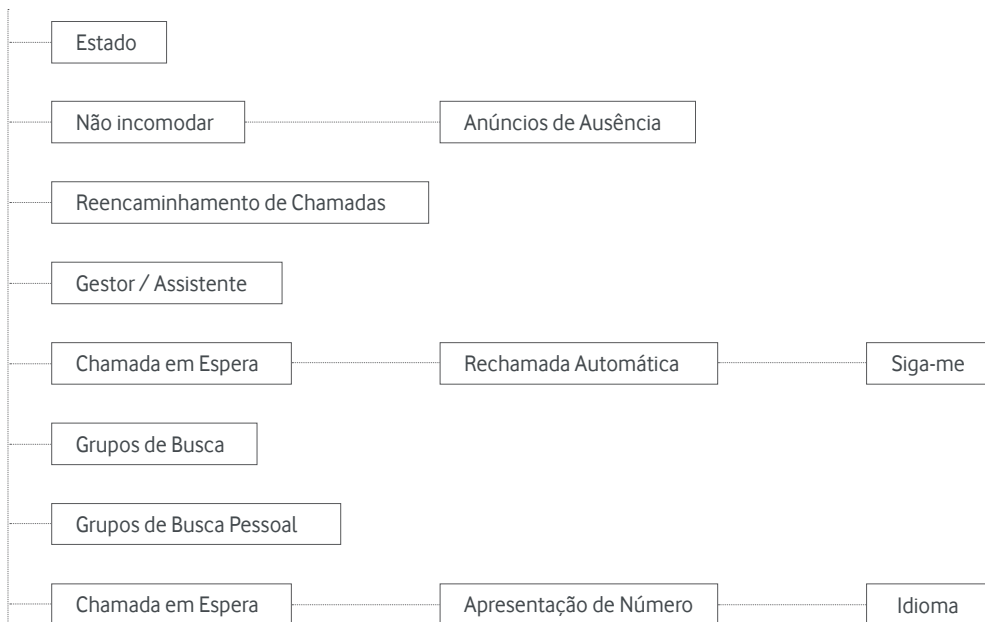 Estado
Não incomodar
Anúncios de Ausência
Reencaminhamento de Chamadas
Gestor / Assistente
Chamada em Espera
Rechamada Automática
Siga-me
Grupos de Busca
Grupos de Busca Pessoal
Chamada em Espera
Apresentação de Número
Idioma